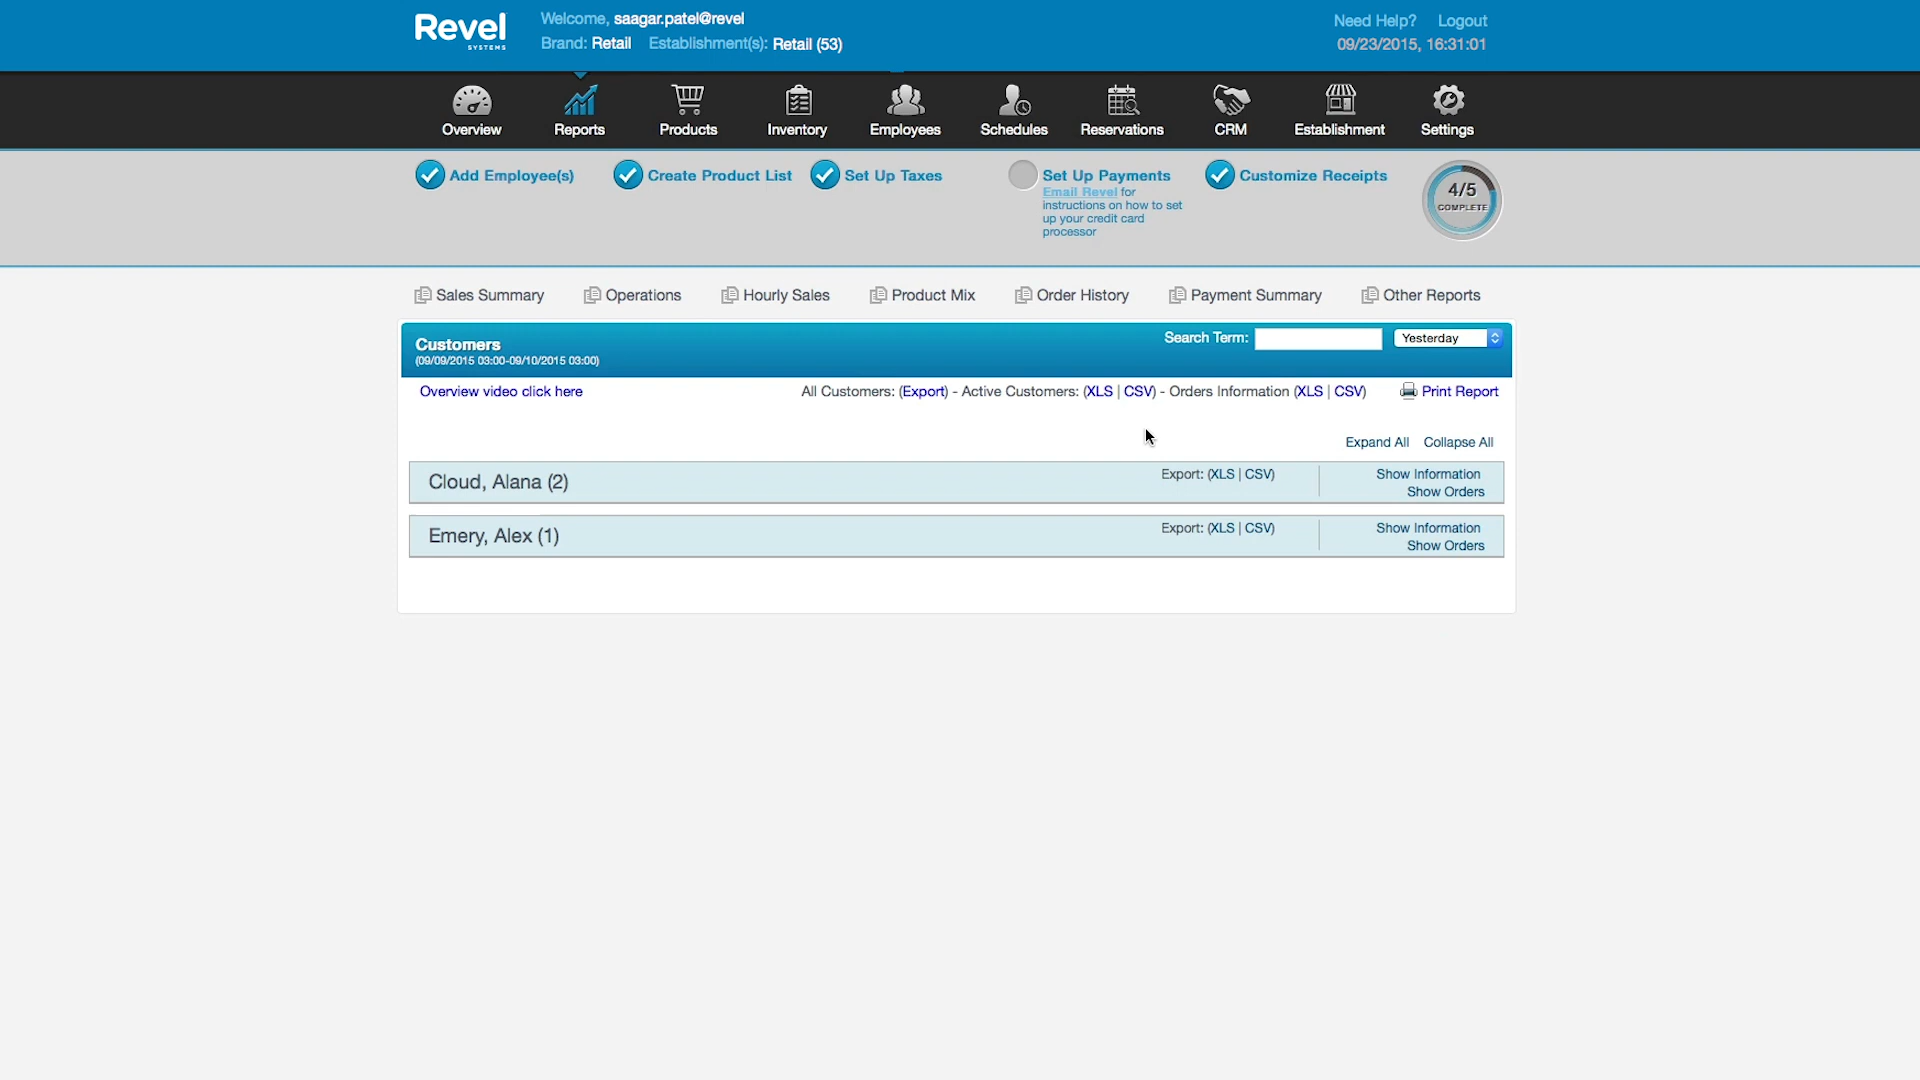 Revel
SYSTEMS
Welcome, saagar.patel@revel
Brand: Retail Establishment(s): Retail (53)
Need Help? Logout
09/23/2015, 16:31:01
Overview
Reports
Products
Inventory
Employees
Schedules
Reservations
CRM
Establishment
Settings
Add Employee(s)
Create Product List
Set Up Taxes
Set Up Payments
Email Revel for
instructions on how to set
up your credit card
processor
Customize Receipts
4/5
COMPLETE
Sales Summary
Operations
Hourly Sales
Product Mix
Order History
Payment Summary
Other Reports
Customers
(09/09/2015 03:00-09/10/2015 03:00)
Search Term:
Yesterday
Overview video click here
All Customers: (Export) - Active Customers: (XLS | CSV) - Orders Information (XLS | CSV)
Print Report
Expand All Collapse All
Cloud, Alana (2)
Export: (XLS | CSV)
Show Information
Show Orders
Emery, Alex (1)
Export: (XLS | CSV)
Show Information
Show Orders